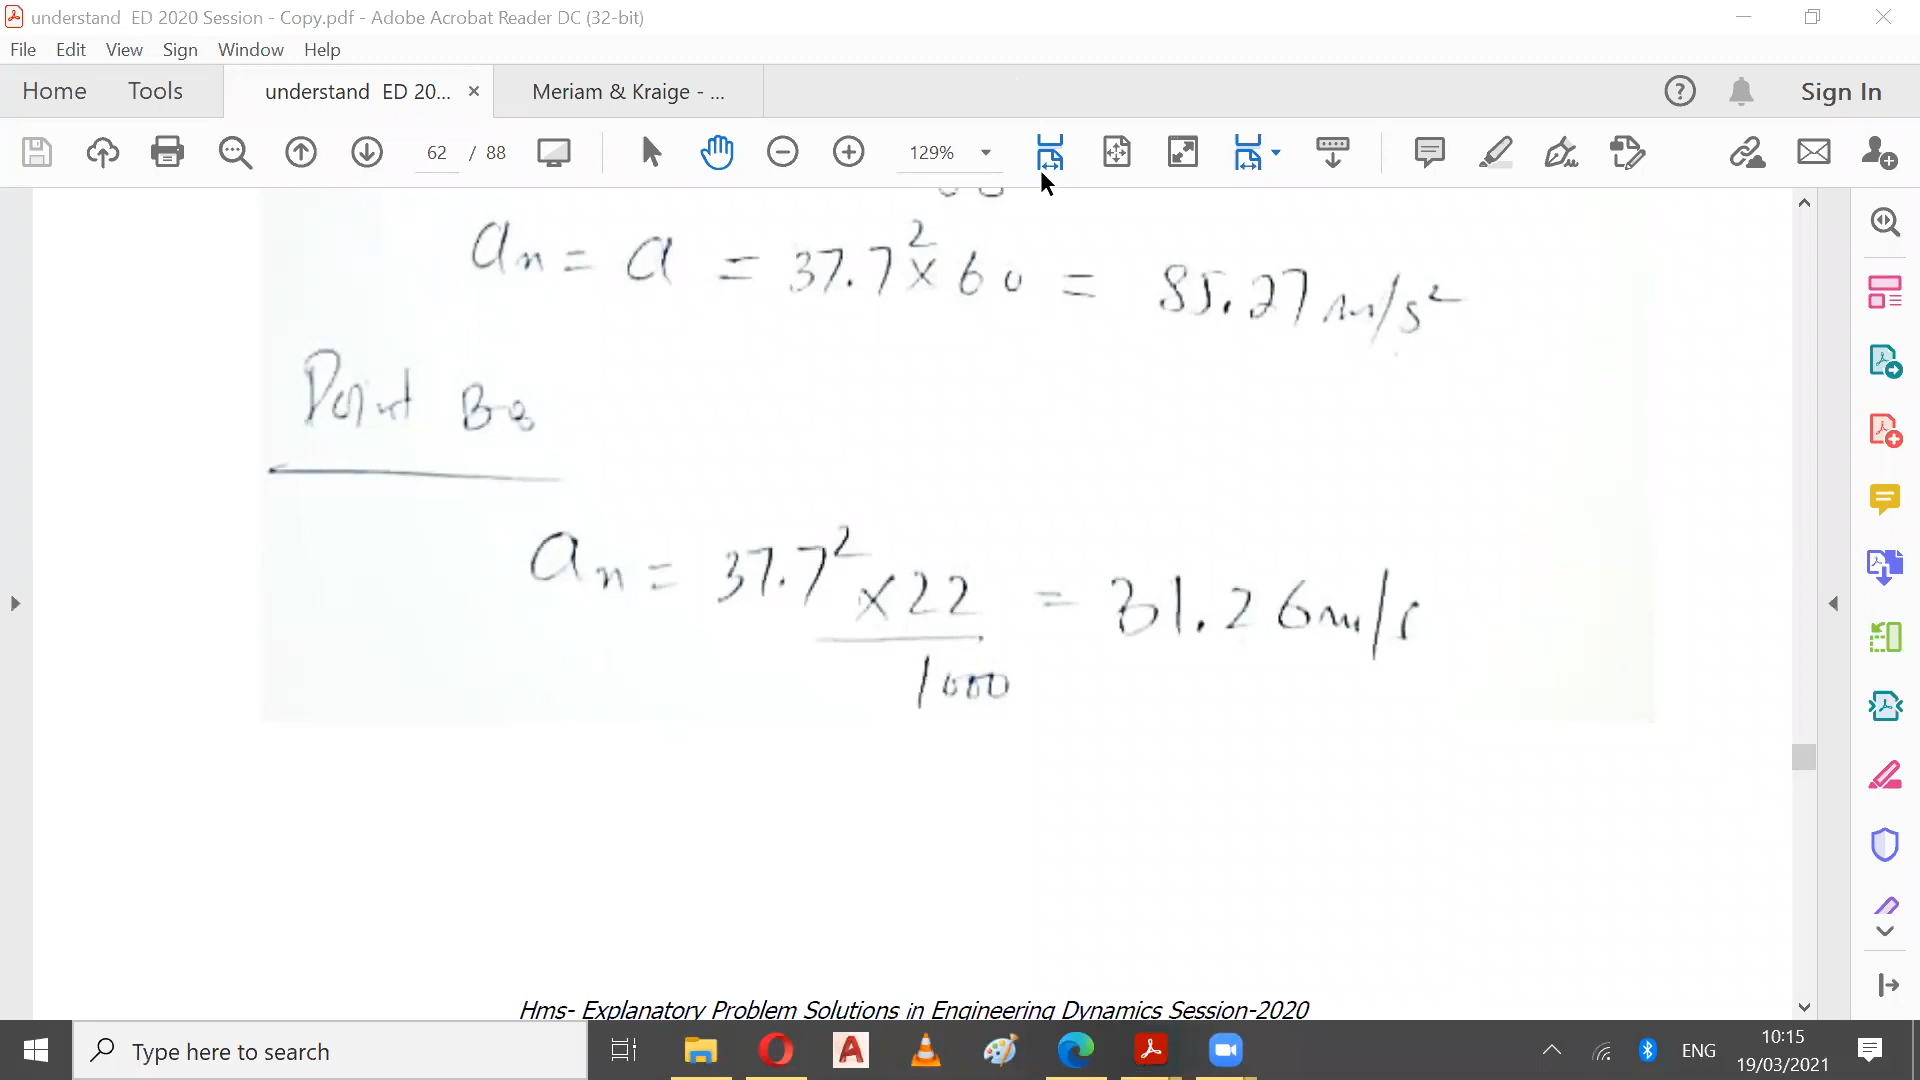 understand ED 2020 Session - Copy.pdf - Adobe Acrobat Reader DC (32-bit)
File Edit View Sign Window Help
Home Tools understand ED 20... × Meriam & Kraige - ... Sign In
62 / 88 129%
an = a = 37.7² × 60 = 85.27 m/s²
Point B
an = 37.7² × 22 = 31.26 m/s
1000
Hms- Explanatory Problem Solutions in Engineering Dynamics Session-2020
Type here to search
ENG
10:15
19/03/2021